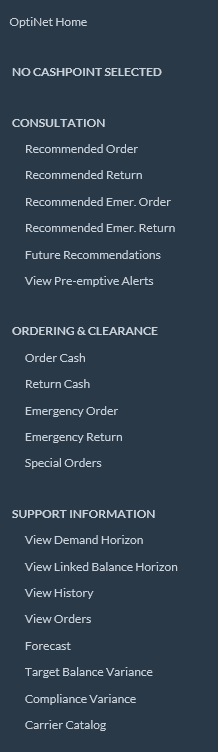 OptiNet Home
NO CASHPOINT SELECTED
CONSULTATION
Recommended Order
Recommended Return
Recommended Emer. Order
Recommended Emer. Return
Future Recommendations
View Pre-emptive Alerts
ORDERING & CLEARANCE
Order Cash
Return Cash
Emergency Order
Emergency Return
Special Orders
SUPPORT INFORMATION
View Demand Horizon
View Linked Balance Horizon
View History
View Orders
Forecast
Target Balance Variance
Compliance Variance
Carrier Catalog